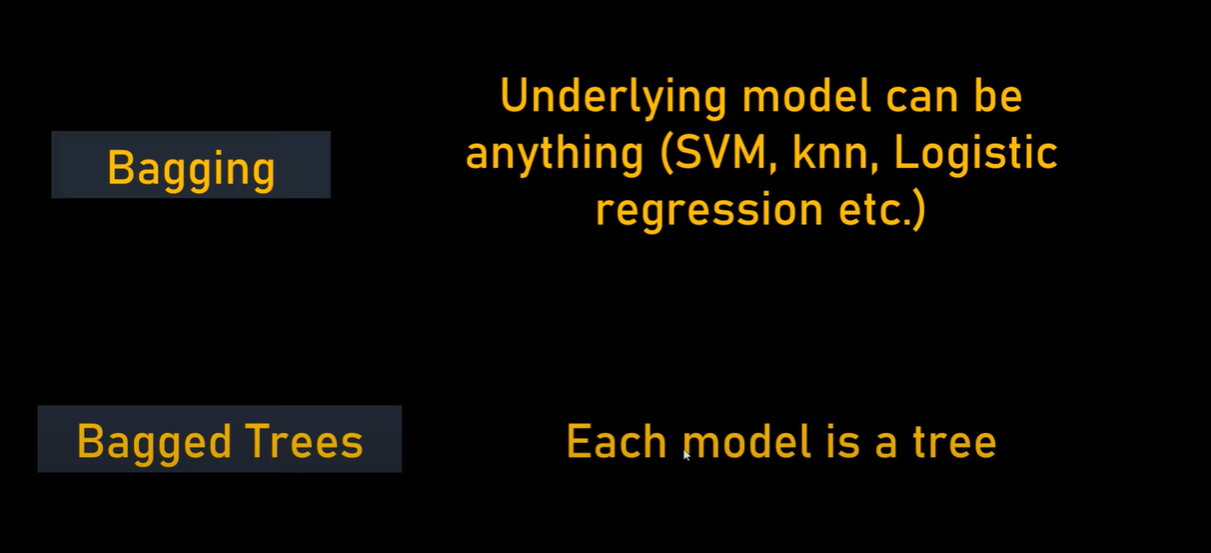 Bagging
Underlying model can be
anything (SVM, knn, Logistic
regression etc.)
Bagged Trees
Each model is a tree